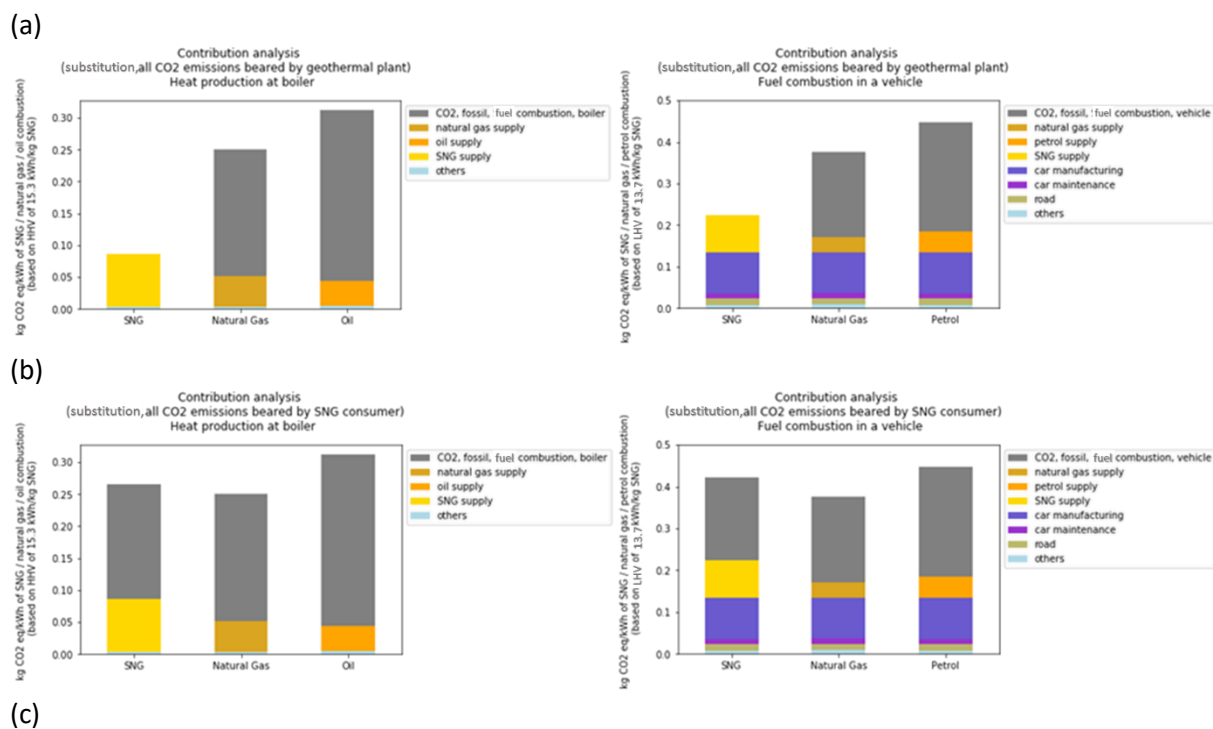 (a)
Contribution analysis
(substitution,all CO2 emissions beared by geothermal plant)
Heat production at boiler
kg CO2 eq/kWh of SNG / natural gas / oil combustion)
(based on HHV of 15.3 kWh/kg SNG)
0.30
0.25
0.20
0.15
0.10
0.05
0.00
SNG
Natural Gas
Oil
CO2, fossil, fuel combustion, boiler
natural gas supply
oil supply
SNG supply
others
Contribution analysis
(substitution,all CO2 emissions beared by geothermal plant)
Fuel combustion in a vehicle
kg CO2 eq/kWh of SNG / natural gas / petrol combustion)
(based on LHV of 13.7 kWh/kg SNG)
0.5
0.4
0.3
0.2
0.1
0.0
SNG
Natural Gas
Petrol
CO2, fossil, fuel combustion, vehicle
natural gas supply
petrol supply
SNG supply
car manufacturing
car maintenance
road
others
(b)
Contribution analysis
(substitution,all CO2 emissions beared by SNG consumer)
Heat production at boiler
kg CO2 eq/kWh of SNG / natural gas / oil combustion)
(based on HHV of 15.3 kWh/kg SNG)
0.30
0.25
0.20
0.15
0.10
0.05
0.00
SNG
Natural Gas
Oil
CO2, fossil, fuel combustion, boiler
natural gas supply
oil supply
SNG supply
others
Contribution analysis
(substitution,all CO2 emissions beared by SNG consumer)
Fuel combustion in a vehicle
kg CO2 eq/kWh of SNG / natural gas / petrol combustion)
(based on LHV of 13.7 kWh/kg SNG)
0.5
0.4
0.3
0.2
0.1
0.0
SNG
Natural Gas
Petrol
CO2, fossil, fuel combustion, vehicle
natural gas supply
petrol supply
SNG supply
car manufacturing
car maintenance
road
others
(c)